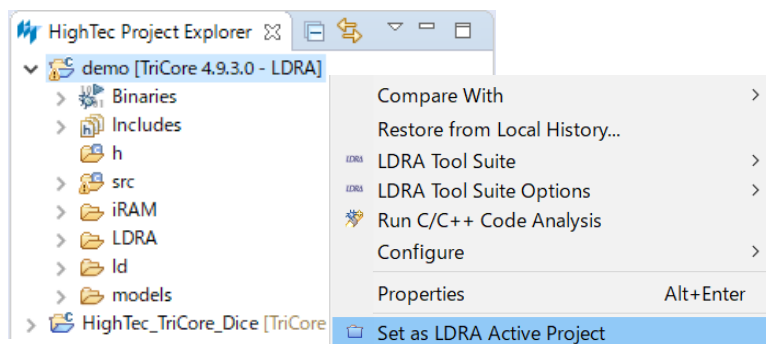 HighTec Project Explorer
demo [TriCore 4.9.3.0 - LDRA]
Binaries
Includes
h
src
iRAM
LDRA
ld
models
HighTec_TriCore_Dice [TriCore
Compare With
Restore from Local History...
LDRA LDRA Tool Suite
LDRA LDRA Tool Suite Options
Run C/C++ Code Analysis
Configure
Properties Alt+Enter
Set as LDRA Active Project